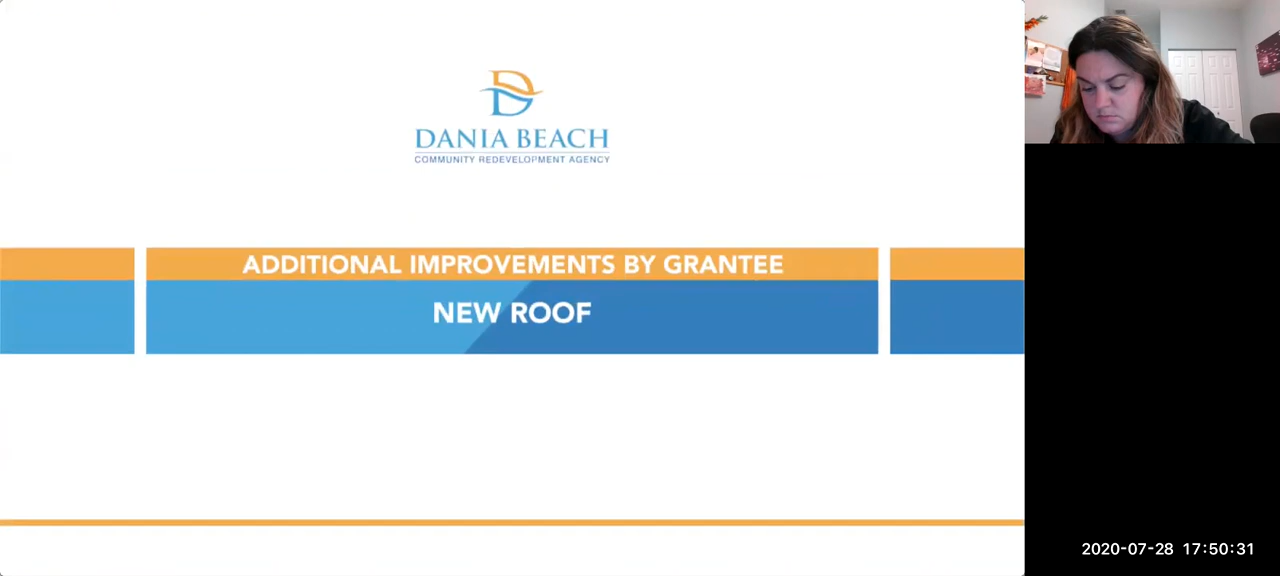 DANIA BEACH
COMMUNITY REDEVELOPMENT AGENCY
ADDITIONAL IMPROVEMENTS BY GRANTEE
NEW ROOF
2020-07-28 17:50:31